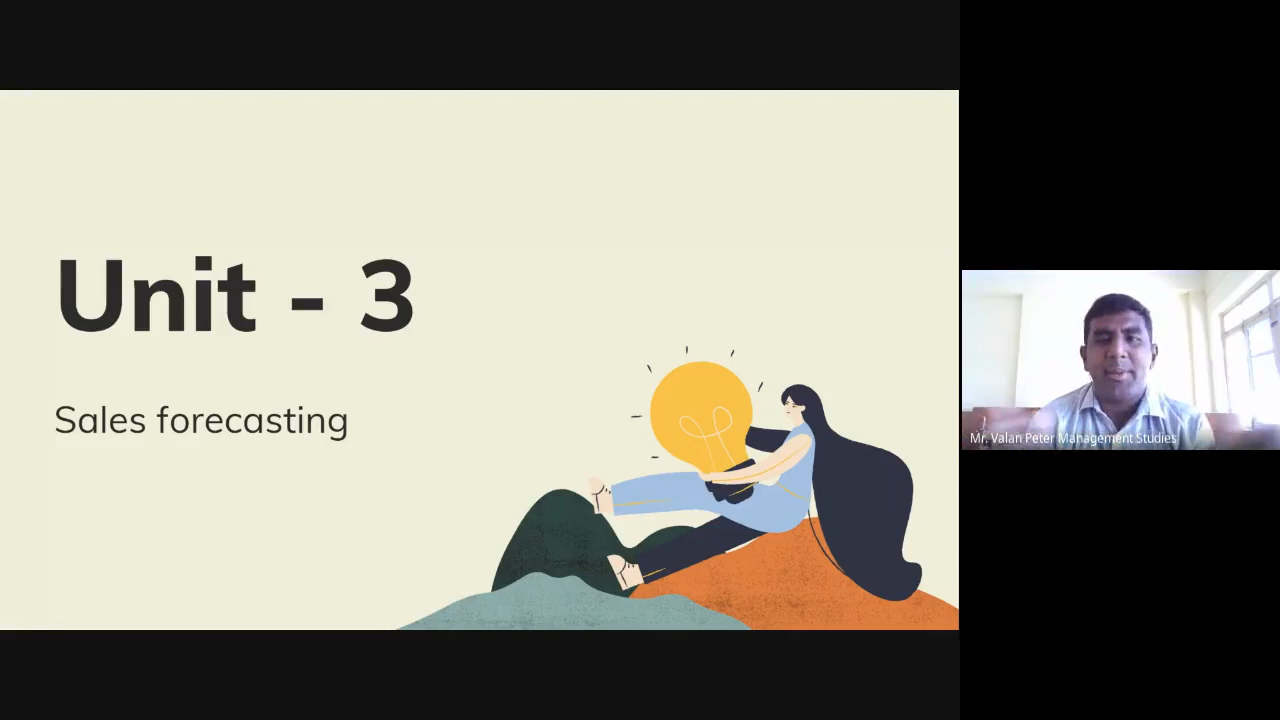 Unit - 3
Sales forecasting
Mr. Valan Peter Management Studies